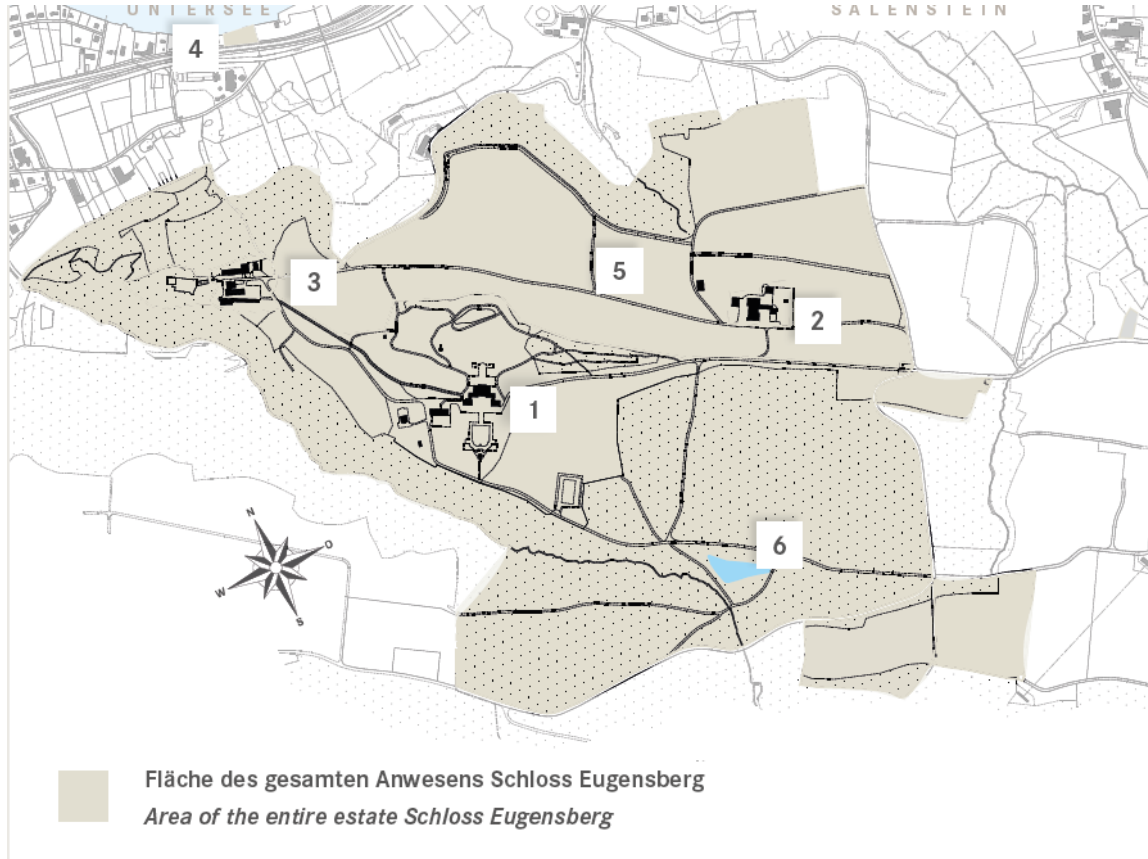 UNTERSEE
SALENSTEIN
4
3
5
2
1
6
N
O
W
S
Fläche des gesamten Anwesens Schloss Eugensberg
Area of the entire estate Schloss Eugensberg